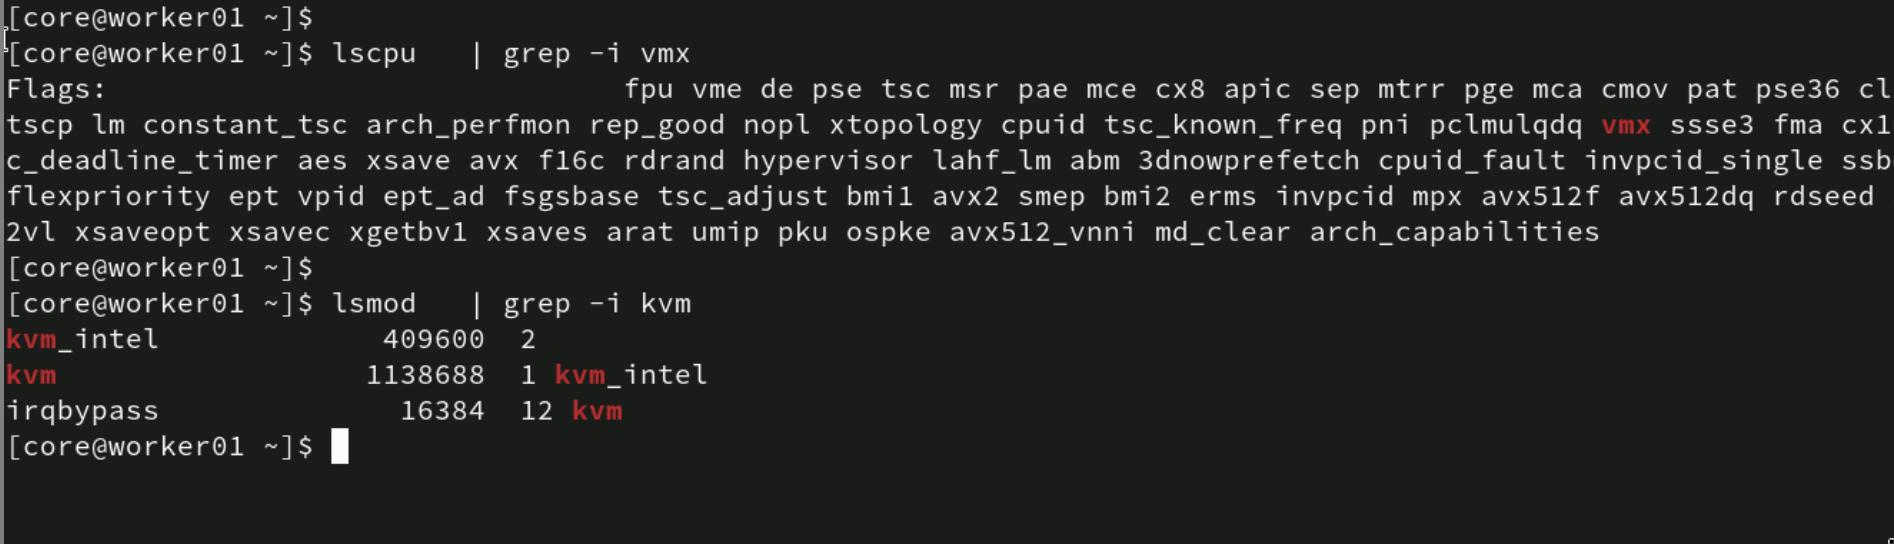 [core@worker01 ~]$
[core@worker01 ~]$ lscpu   | grep -i vmx
Flags:                              fpu vme de pse tsc msr pae mce cx8 apic sep mtrr pge mca cmov pat pse36 cl
tscp lm constant_tsc arch_perfmon rep_good nopl xtopology cpuid tsc_known_freq pni pclmulqdq vmx ssse3 fma cx1
c_deadline_timer aes xsave avx f16c rdrand hypervisor lahf_lm abm 3dnowprefetch cpuid_fault invpcid_single ssb
flexpriority ept vpid ept_ad fsgsbase tsc_adjust bmi1 avx2 smep bmi2 erms invpcid mpx avx512f avx512dq rdseed
2vl xsaveopt xsavec xgetbv1 xsaves arat umip pku ospke avx512_vnni md_clear arch_capabilities
[core@worker01 ~]$
[core@worker01 ~]$ lsmod   | grep -i kvm
kvm_intel             409600  2
kvm                  1138688  1 kvm_intel
irqbypass              16384  12 kvm
[core@worker01 ~]$